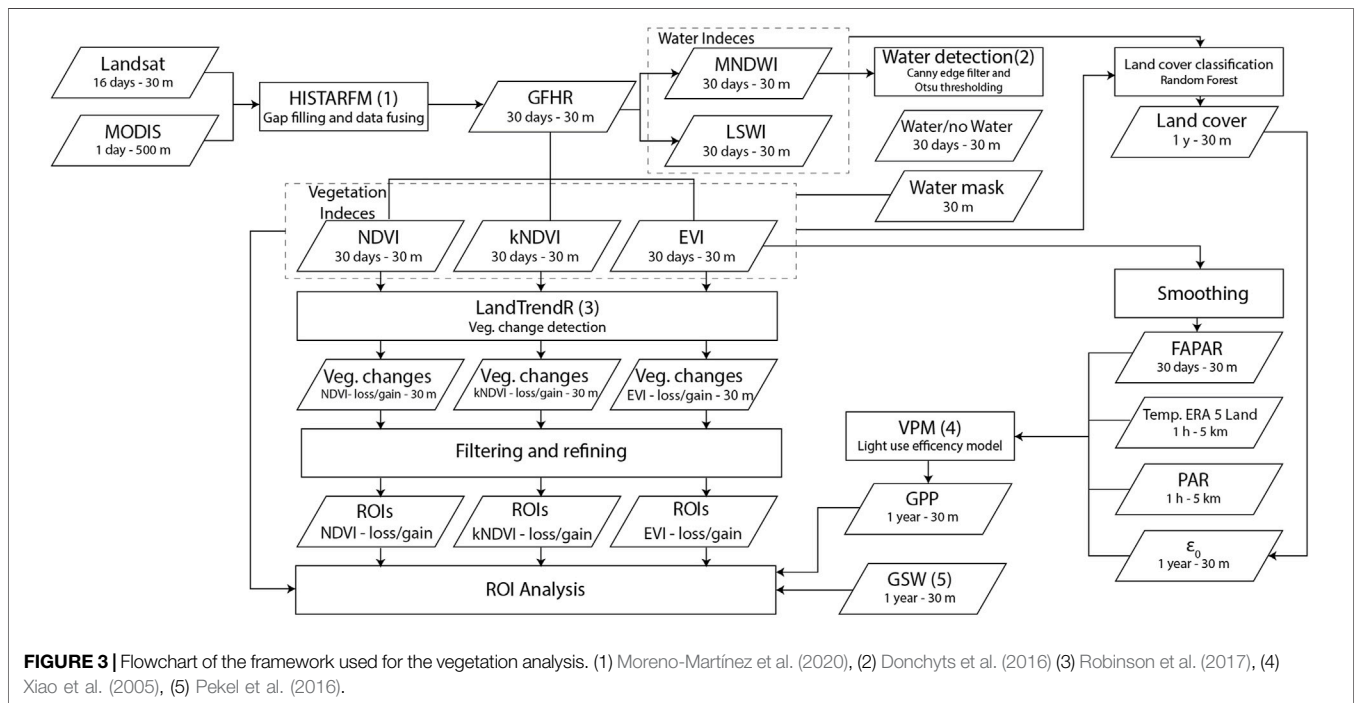 Landsat
16 days - 30 m
MODIS
1 day - 500 m
HISTARFM (1)
Gap filling and data fusing
GFHR
30 days - 30 m
Water Indeces
MNDWI
30 days - 30 m
LSWI
30 days - 30 m
Water detection(2)
Canny edge filter and
Otsu thresholding
Water/no Water
30 days - 30 m
Water mask
30 m
Land cover classification
Random Forest
Land cover
1 y - 30 m
Vegetation
Indeces
NDVI
30 days - 30 m
kNDVI
30 days - 30 m
EVI
30 days - 30 m
LandTrendR (3)
Veg. change detection
Veg. changes
NDVI- loss/gain - 30 m
Veg. changes
kNDVI - loss/gain - 30 m
Veg. changes
EVI - loss/gain - 30 m
Filtering and refining
ROIs
NDVI - loss/gain
ROIs
kNDVI - loss/gain
ROIs
EVI - loss/gain
ROI Analysis
Smoothing
FAPAR
30 days - 30 m
Temp. ERA 5 Land
1 h - 5 km
PAR
1 h - 5 km
ε0
1 year - 30 m
VPM (4)
Light use efficency model
GPP
1 year - 30 m
GSW (5)
1 year - 30 m
FIGURE 3 | Flowchart of the framework used for the vegetation analysis. (1) Moreno-Martínez et al. (2020), (2) Donchyts et al. (2016) (3) Robinson et al. (2017), (4)
Xiao et al. (2005), (5) Pekel et al. (2016).